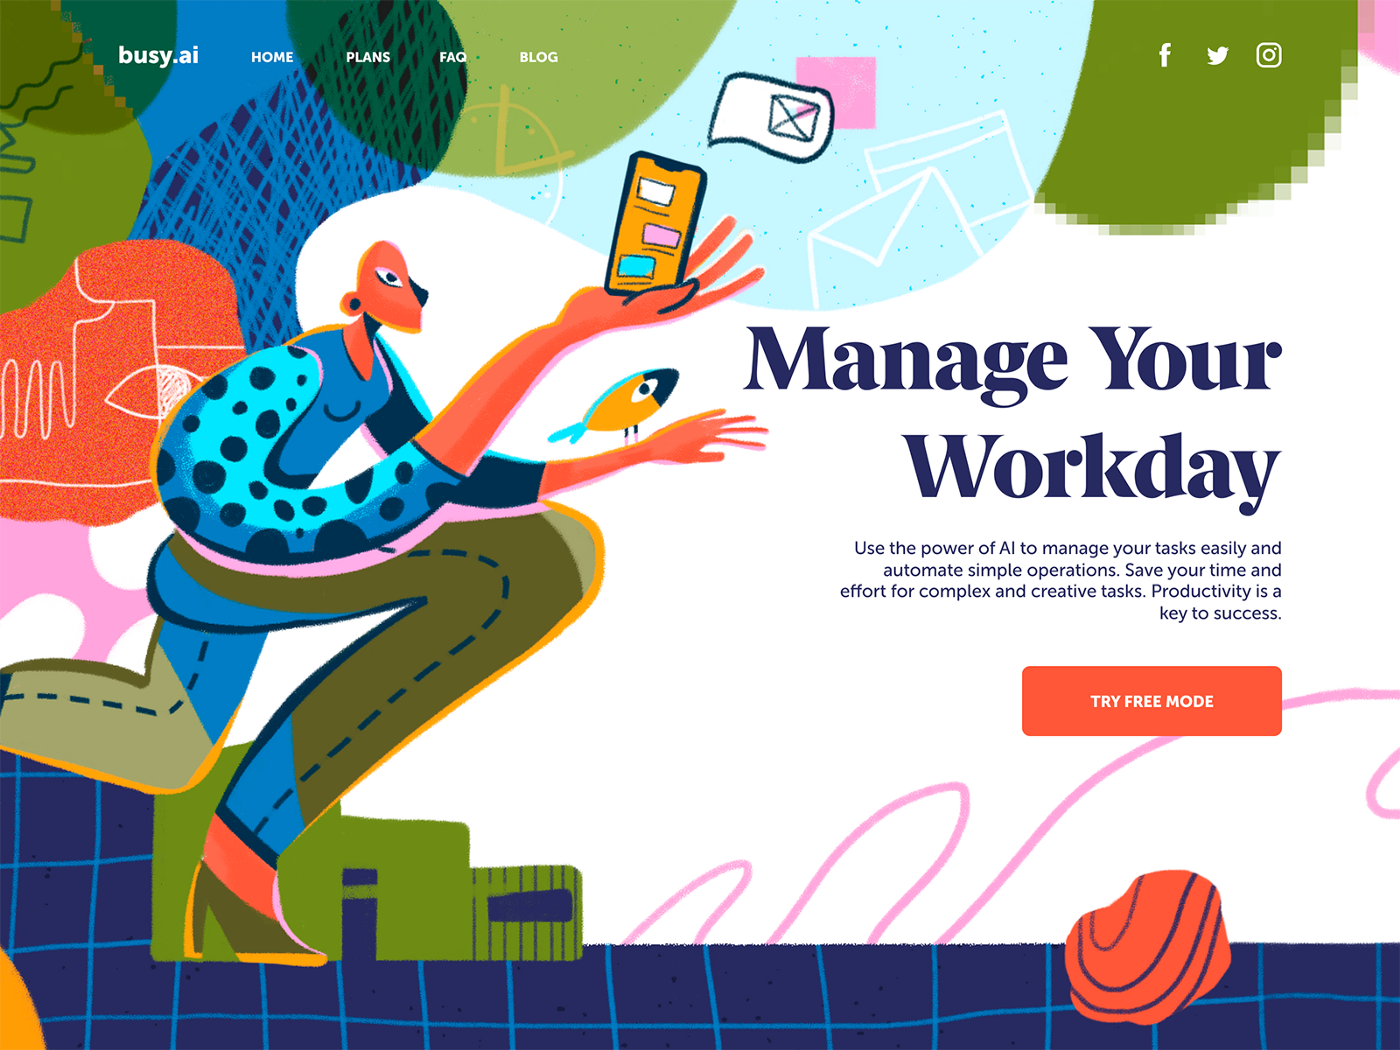 busy.ai HOME PLANS FAQ BLOG
Manage Your
Workday
Use the power of AI to manage your tasks easily and
automate simple operations. Save your time and
effort for complex and creative tasks. Productivity is a
key to success.
TRY FREE MODE